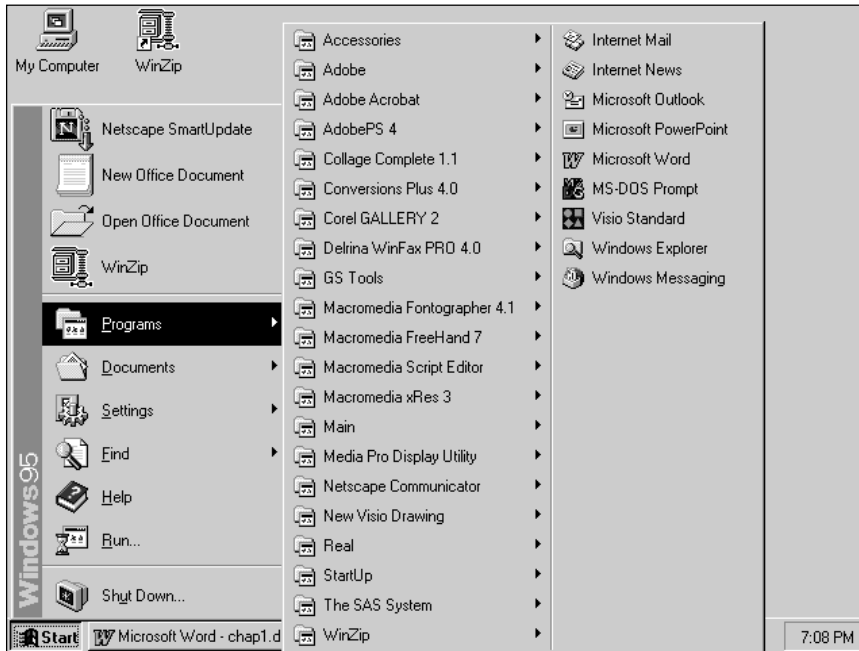 My Computer
WinZip
Netscape SmartUpdate
New Office Document
Open Office Document
WinZip
Programs
Documents
Settings
Find
Help
Run...
Shut Down...
Windows95
Accessories
Adobe
Adobe Acrobat
AdobePS 4
Collage Complete 1.1
Conversions Plus 4.0
Corel GALLERY 2
Delrina WinFax PRO 4.0
GS Tools
Macromedia Fontographer 4.1
Macromedia FreeHand 7
Macromedia Script Editor
Macromedia xRes 3
Main
Media Pro Display Utility
Netscape Communicator
New Visio Drawing
Real
StartUp
The SAS System
WinZip
Internet Mail
Internet News
Microsoft Outlook
Microsoft PowerPoint
Microsoft Word
MS-DOS Prompt
Visio Standard
Windows Explorer
Windows Messaging
Start
Microsoft Word - chap1.d
7:08 PM